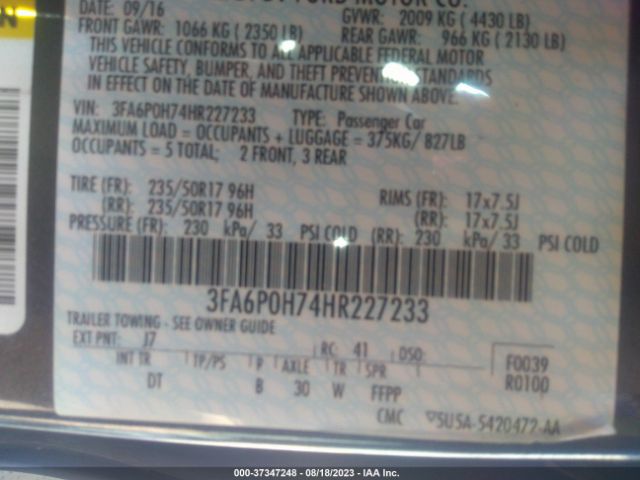 FORD MOTOR CO.
DATE: 09/16 GVWR: 2009 KG ( 4430 LB)
FRONT GAWR: 1066 KG ( 2350 LB) REAR GAWR: 966 KG ( 2130 LB)
THIS VEHICLE CONFORMS TO ALL APPLICABLE FEDERAL MOTOR
VEHICLE SAFETY, BUMPER, AND THEFT PREVENTION STANDARDS
IN EFFECT ON THE DATE OF MANUFACTURE SHOWN ABOVE.
VIN: 3FA6P0H74HR227233 TYPE: Passenger Car
MAXIMUM LOAD = OCCUPANTS + LUGGAGE = 375KG/ 827LB
OCCUPANTS = 5 TOTAL; 2 FRONT, 3 REAR
TIRE (FR): 235/50R17 96H RIMS (FR): 17x7.5J
(RR): 235/50R17 96H (RR): 17x7.5J
PRESSURE (FR): 230 kPa/ 33 PSI COLD (RR): 230 kPa/ 33 PSI COLD
3FA6P0H74HR227233
TRAILER TOWING - SEE OWNER GUIDE
EXT PNT: J7 RC: 41 DSO: F0039
INT TR TP/PS R AXLE TR SPR R0100
DT B 30 W FFPP
CMC 5U5A-5420472-AA
000-37347248 - 08/18/2023 - IAA Inc.